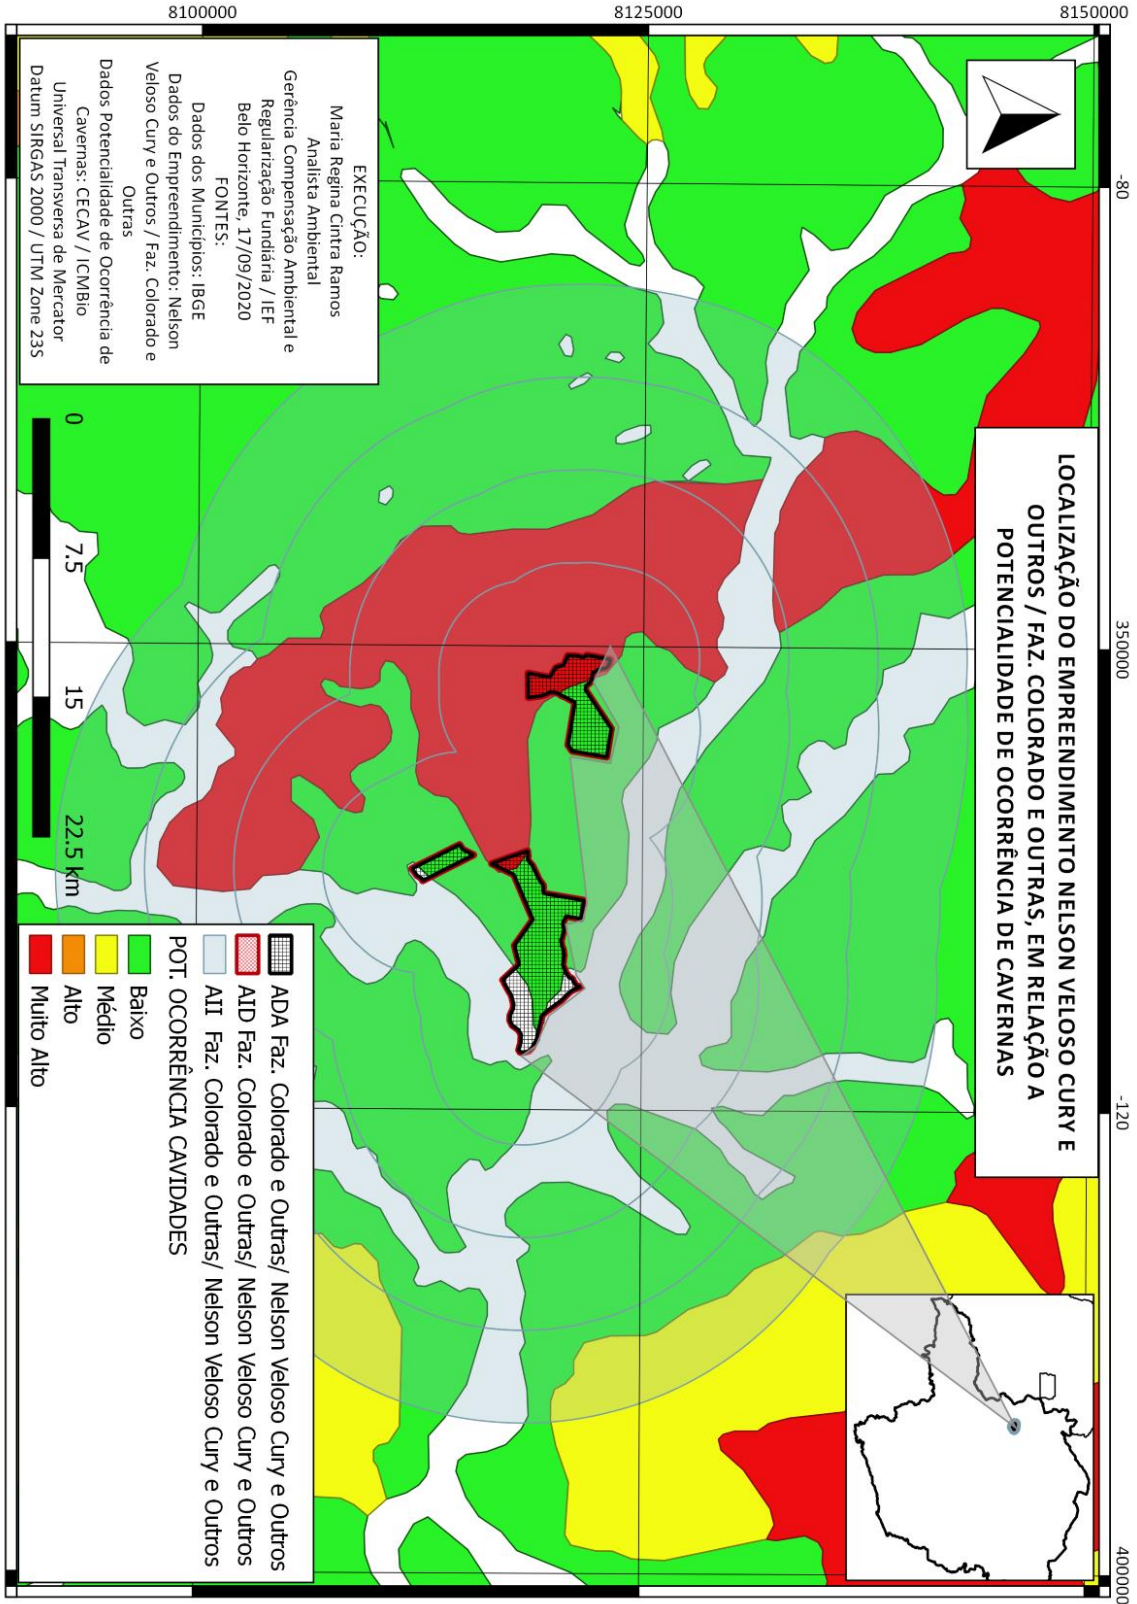 LOCALIZAÇÃO DO EMPREENDIMENTO NELSON VELOSO CURY E
OUTROS / FAZ. COLORADO E OUTRAS, EM RELAÇÃO A
POTENCIALIDADE DE OCORRÊNCIA DE CAVERNAS
-80
350000
-120
400000
8150000
8125000
8100000
EXECUÇÃO:
Maria Regina Cintra Ramos
Analista Ambiental
Gerência Compensação Ambiental e
Regularização Fundiária / IEF
Belo Horizonte, 17/09/2020
FONTES:
Dados dos Municípios: IBGE
Dados do Empreendimento: Nelson
Veloso Cury e Outros / Faz. Colorado e
Outras
Dados Potencialidade de Ocorrência de
Cavernas: CECAV / ICMBio
Universal Transversa de Mercator
Datum SIRGAS 2000 / UTM Zone 23S
0 7.5 15 22.5 km
ADA Faz. Colorado e Outras/ Nelson Veloso Cury e Outros
AID Faz. Colorado e Outras/ Nelson Veloso Cury e Outros
AII Faz. Colorado e Outras/ Nelson Veloso Cury e Outros
POT. OCORRÊNCIA CAVIDADES
Baixo
Médio
Alto
Muito Alto